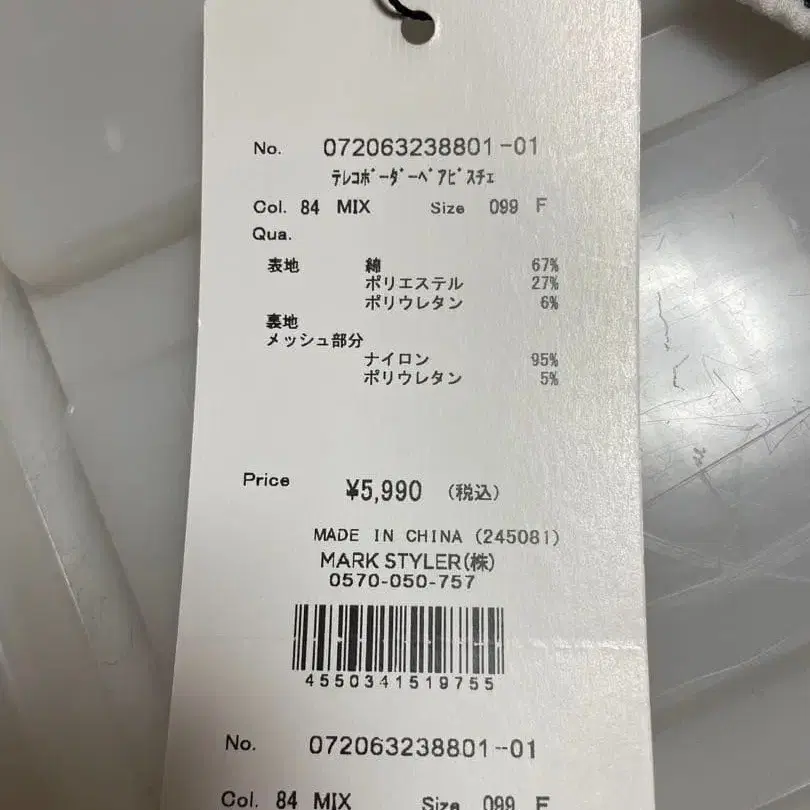 No. 072063238801-01
ﾃﾚｺﾎﾞｰﾀﾞｰﾍﾞｱﾋﾞｽﾁｪ
Col. 84 MIX Size 099 F
Qua.
表地 綿 67%
ポリエステル 27%
ポリウレタン 6%
裏地
メッシュ部分
ナイロン 95%
ポリウレタン 5%
Price ¥5,990 (税込)
MADE IN CHINA (245081)
MARK STYLER(株)
0570-050-757
4550341519755
No. 072063238801-01
Col. 84 MIX Size 099 F